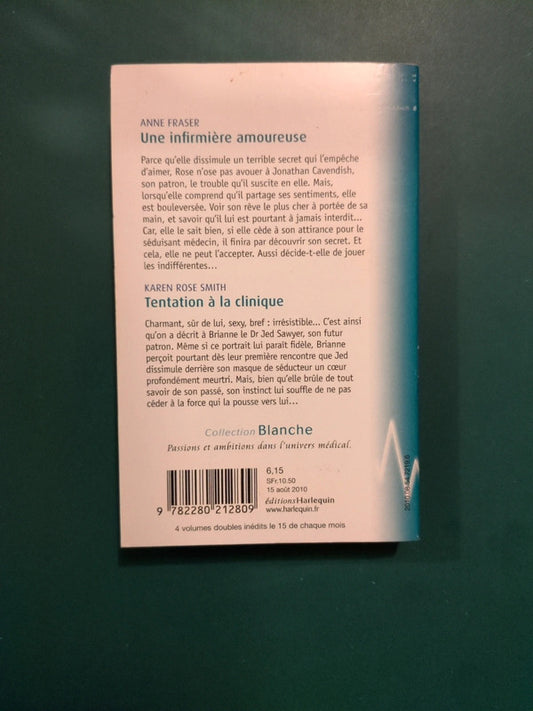 ANNE FRASER
Une infirmière amoureuse
Parce qu'elle dissimule un terrible secret qui l'empêche
d'aimer, Rose n'ose pas avouer à Jonathan Cavendish,
son patron, le trouble qu'il suscite en elle. Mais,
lorsqu'elle comprend qu'il partage ses sentiments, elle
est bouleversée. Voir son rêve le plus cher à portée de sa
main, et savoir qu'il lui est pourtant à jamais interdit...
Car, elle le sait bien, si elle cède à son attirance pour le
séduisant médecin, il finira par découvrir son secret. Et
cela, elle ne peut l'accepter. Aussi décide-t-elle de jouer
les indifférentes...
KAREN ROSE SMITH
Tentation à la clinique
Charmant, sûr de lui, sexy, bref : irrésistible... C'est ainsi
qu'on a décrit à Brianne le Dr Jed Sawyer, son futur
patron. Même si ce portrait lui paraît fidèle, Brianne
perçoit pourtant dès leur première rencontre que Jed
dissimule derrière son masque de séducteur un cœur
profondément meurtri. Mais, bien qu'elle brûle de tout
savoir de son passé, son instinct lui souffle de ne pas
céder à la force qui la pousse vers lui...
Collection Blanche
Passions et ambitions dans l'univers médical.
6,15
SFr.10.50
15 août 2010
éditionsHarlequin
www.harlequin.fr
9 782280 212809
4 volumes doubles inédits le 15 de chaque mois